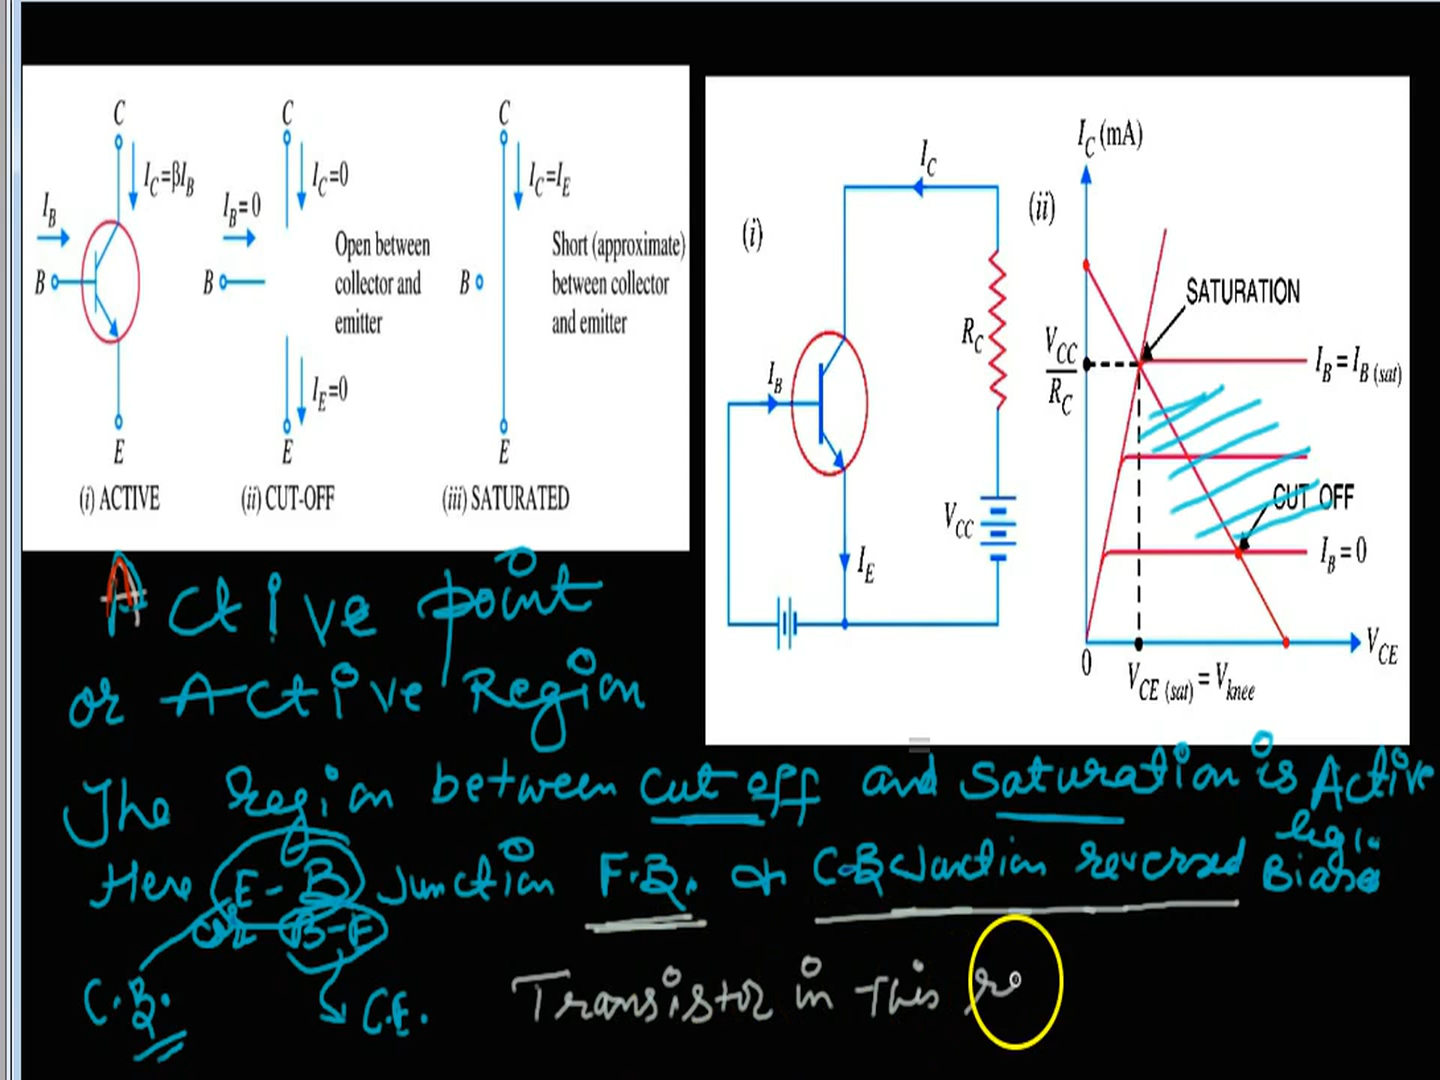 C
I_C=βI_B
I_B
B
E
(i) ACTIVE
C
I_C=0
I_B=0
B
Open between
collector and
emitter
I_E=0
E
(ii) CUT-OFF
C
I_C=I_E
B
Short (approximate)
between collector
and emitter
E
(iii) SATURATED
(i)
I_C
R_C
I_B
V_CC
I_E
(ii)
I_C (mA)
SATURATION
V_CC
R_C
I_B = I_B (sat)
CUT OFF
I_B = 0
0
V_CE
V_CE (sat) = V_knee
Active point
or Active Region
The region between cut off and saturation is Active
Here E-B Junction F.B. & C-B Junction reversed Bias
B-E
C.B.
C.E.
Transistor in this